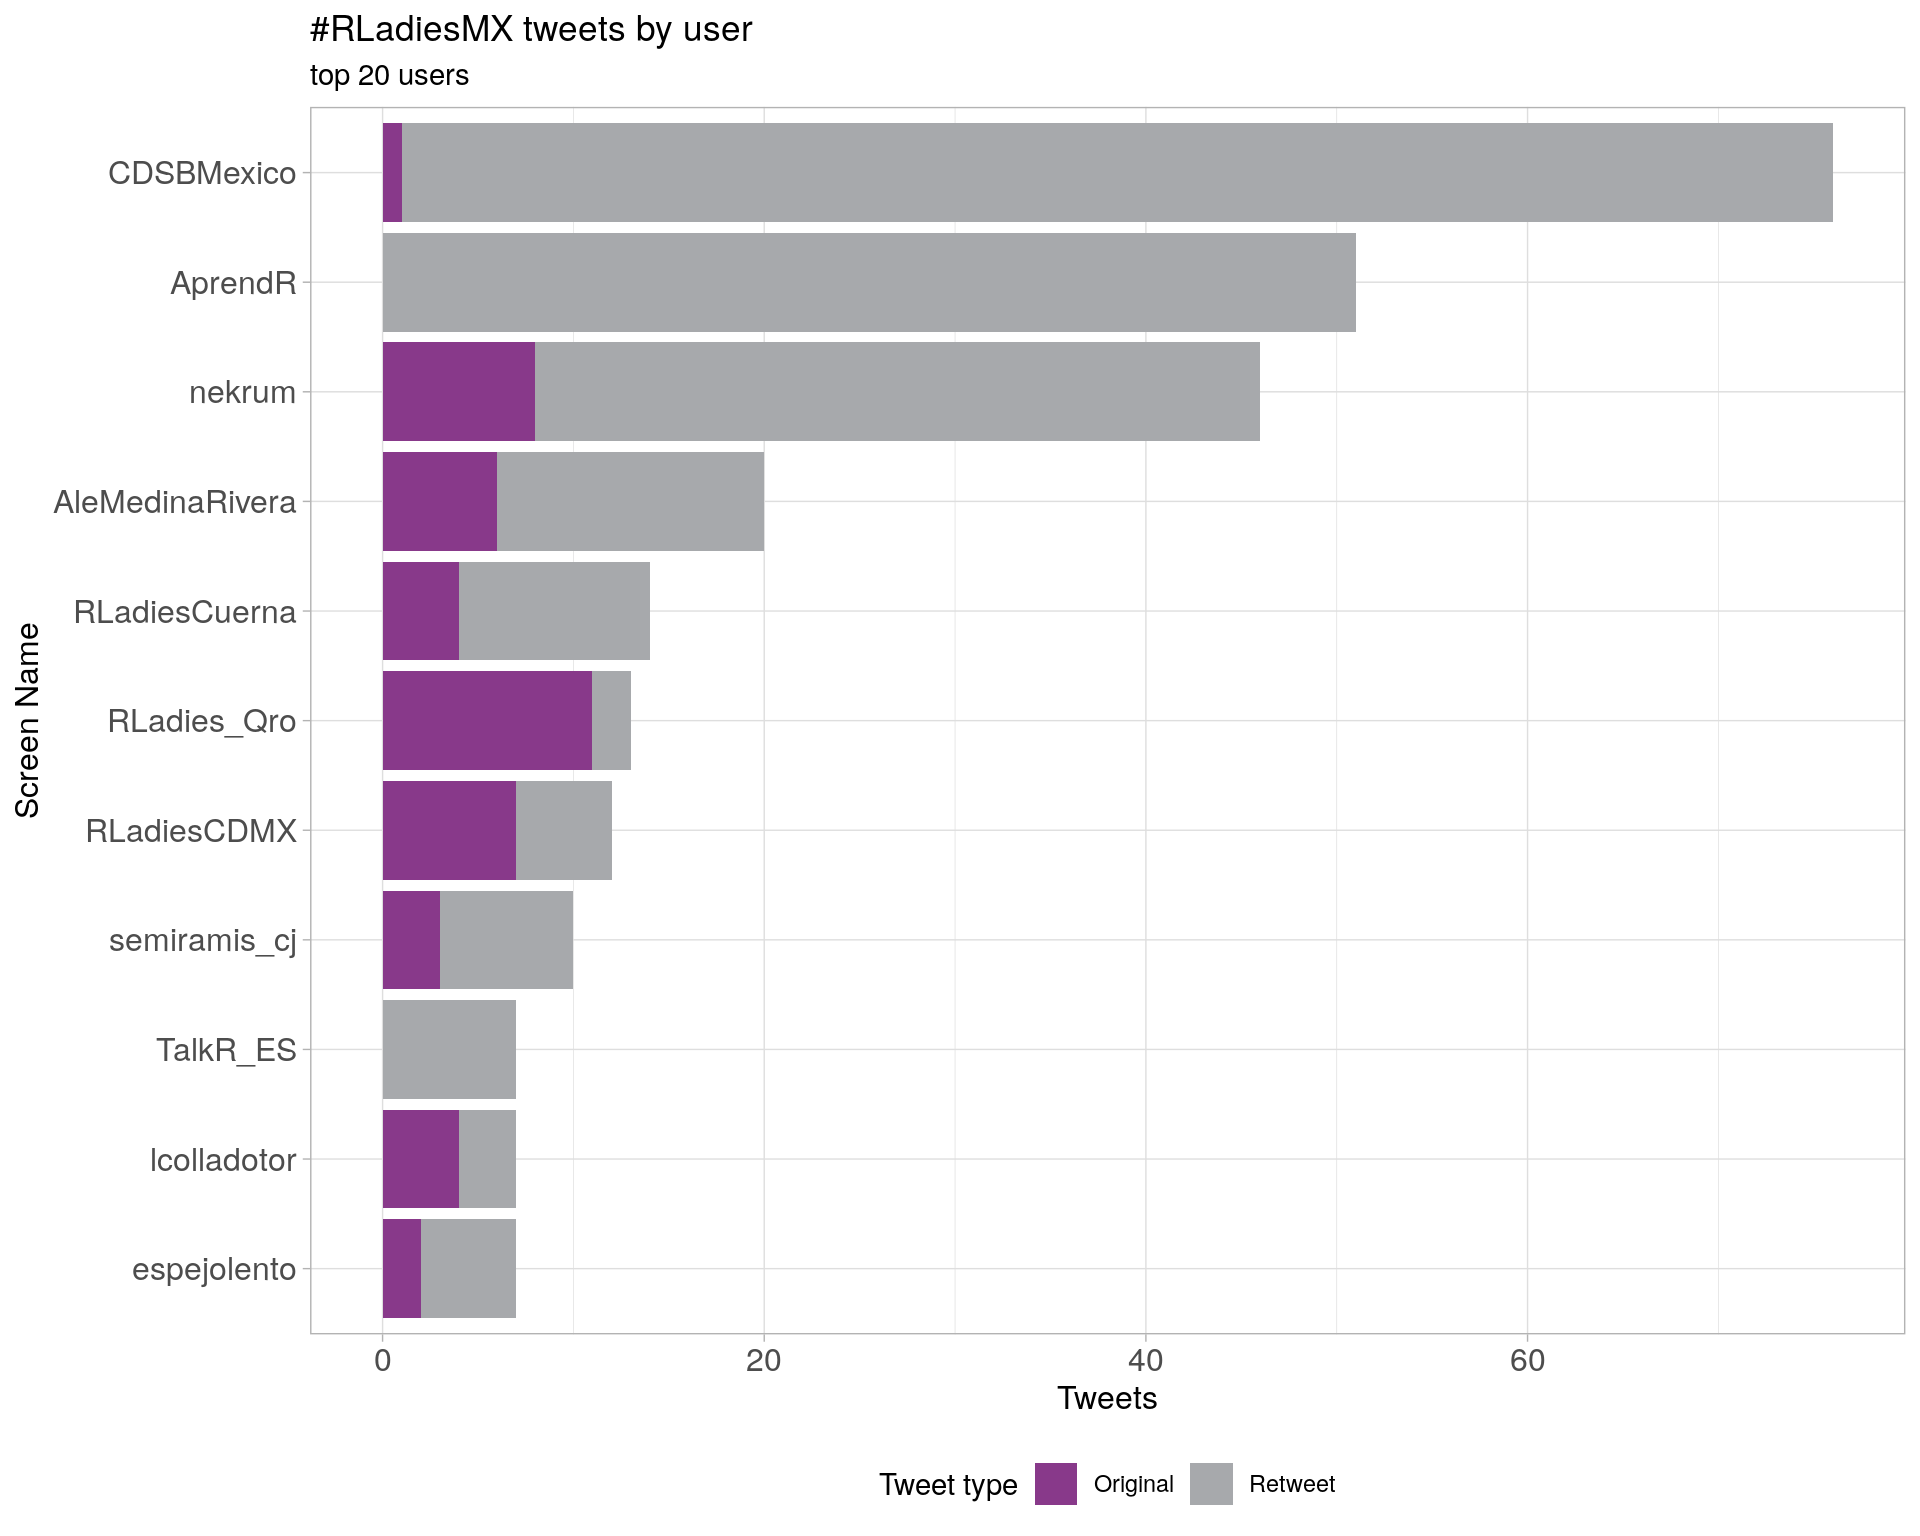 #RLadiesMX tweets by user
top 20 users
Screen Name
CDSBMexico
AprendR
nekrum
AleMedinaRivera
RLadiesCuerna
RLadies_Qro
RLadiesCDMX
semiramis_cj
TalkR_ES
lcolladotor
espejolento
0 20 40 60
Tweets
Tweet type Original Retweet